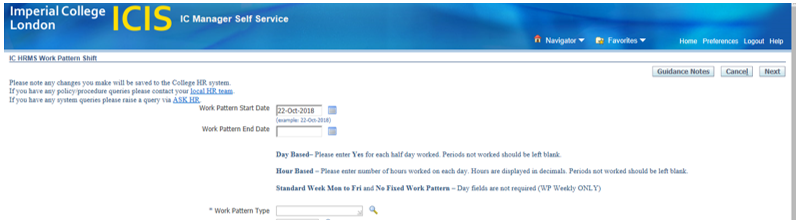 Imperial College
London
ICIS
IC Manager Self Service
Navigator
Favorites
Home Preferences Logout Help
IC HRMS Work Pattern Shift
Guidance Notes Cancel Next
Please note any changes you make will be saved to the College HR system.
If you have any policy/procedure queries please contact your local HR team.
If you have any system queries please raise a query via ASK HR.
Work Pattern Start Date 22-Oct-2018
(example: 22-Oct-2018)
Work Pattern End Date
Day Based– Please enter Yes for each half day worked. Periods not worked should be left blank.
Hour Based – Please enter number of hours worked on each day. Hours are displayed in decimals. Periods not worked should be left blank.
Standard Week Mon to Fri and No Fixed Work Pattern – Day fields are not required (WP Weekly ONLY)
* Work Pattern Type